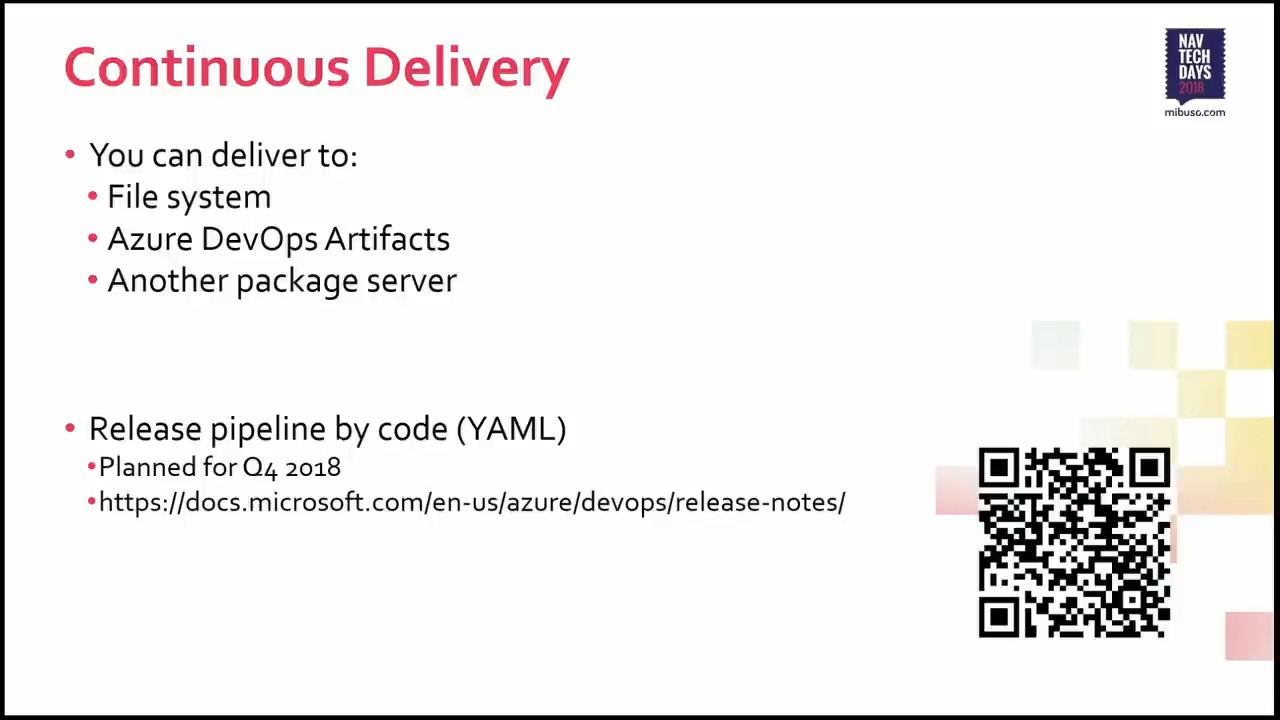 Continuous Delivery
NAV
TECH
DAYS
2018
mibuso.com
• You can deliver to:
• File system
• Azure DevOps Artifacts
• Another package server
• Release pipeline by code (YAML)
•Planned for Q4 2018
•https://docs.microsoft.com/en-us/azure/devops/release-notes/